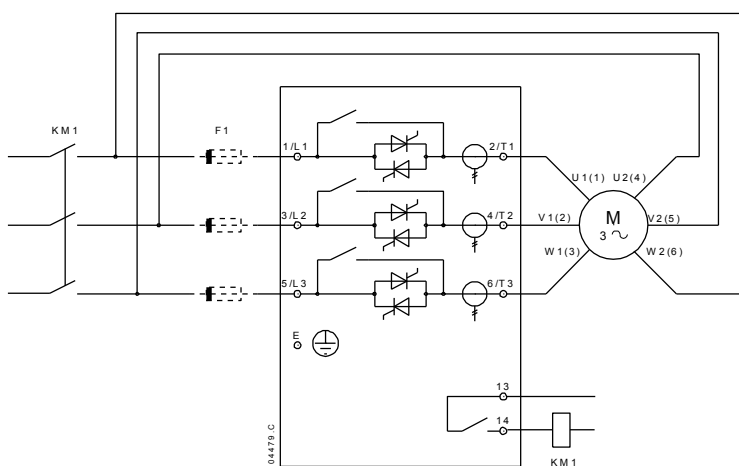 KM1
F1
1/L1
2/T1
U1(1) U2(4)
3/L2
4/T2
V1(2)
M
3
V2(5)
W1(3)
W2(6)
5/L3
6/T3
E
13
14
KM1
04479.C